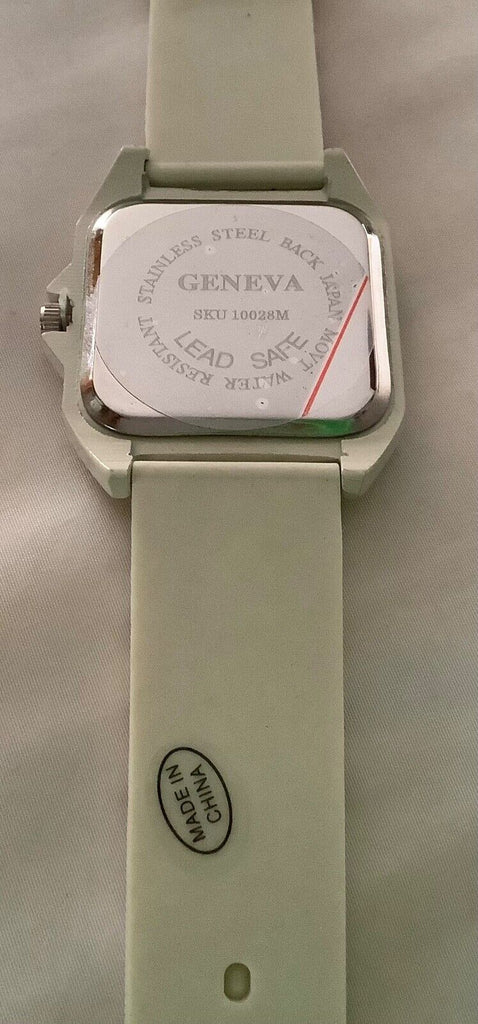 STAINLESS STEEL BACK JAPAN MOVT WATER RESISTANT
GENEVA
SKU 10028M
LEAD SAFE
MADE IN
CHINA